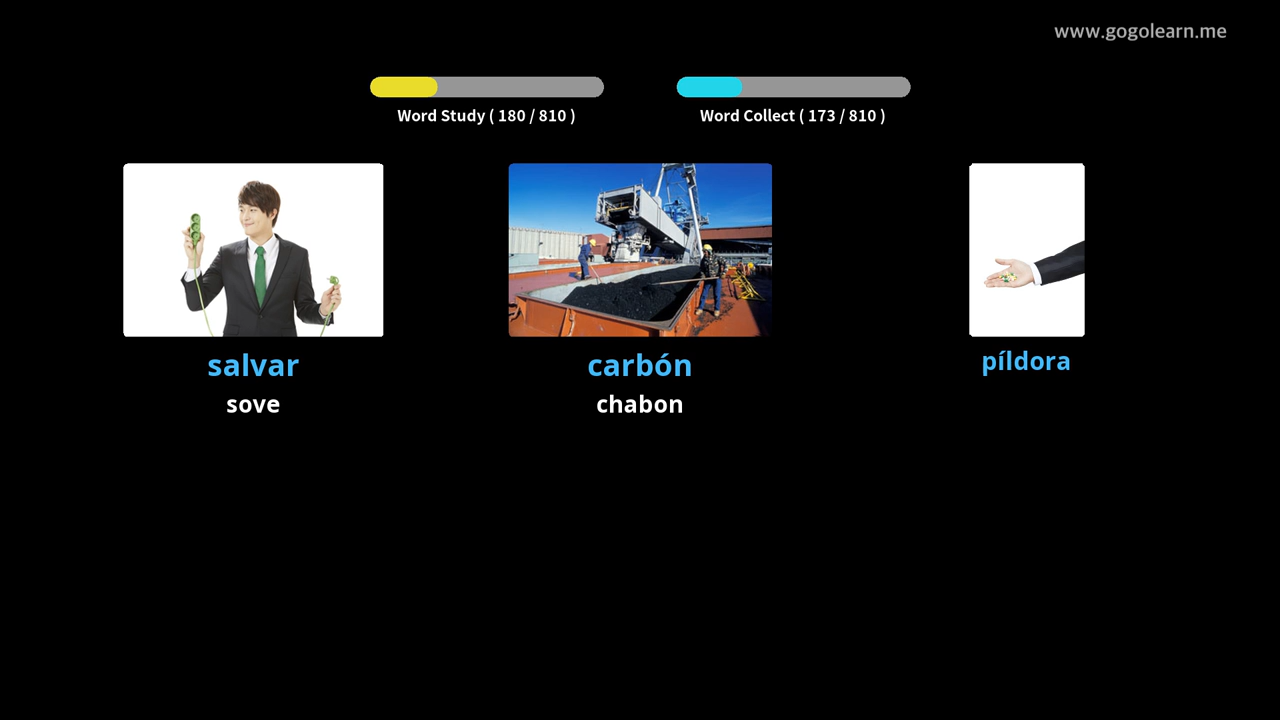 www.gogolearn.me
Word Study ( 180 / 810 )
Word Collect ( 173 / 810 )
salvar
sove
carbón
chabon
píldora